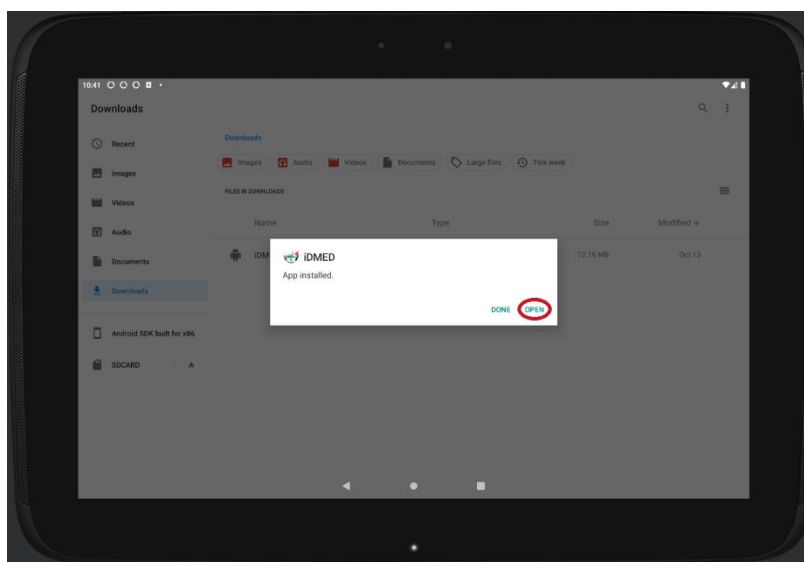 10:41
Downloads
Recent
Images
Videos
Audio
Documents
Downloads
Android SDK built for x86
SDCARD
Downloads
Images Audio Videos Documents Large files This week
FILES IN DOWNLOADS
Name Type Size Modified
iDM 12.16 MB Oct 13
iDMED
App installed.
DONE OPEN